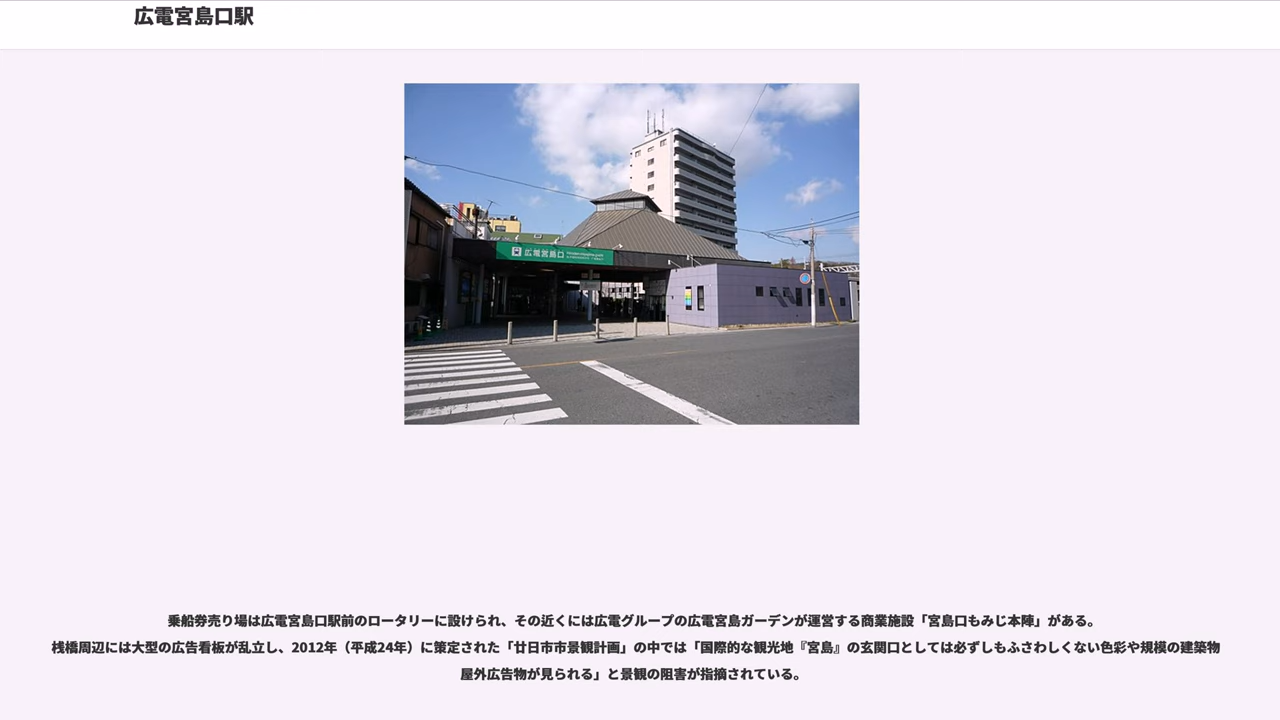 広電宮島口駅
広電宮島口
乗船券売り場は広電宮島口駅前のロータリーに設けられ、その近くには広電グループの広電宮島ガーデンが運営する商業施設「宮島口もみじ本陣」がある。
桟橋周辺には大型の広告看板が乱立し、2012年（平成24年）に策定された「廿日市市景観計画」の中では「国際的な観光地『宮島』の玄関口としては必ずしもふさわしくない色彩や規模の建築物
屋外広告物が見られる」と景観の阻害が指摘されている。